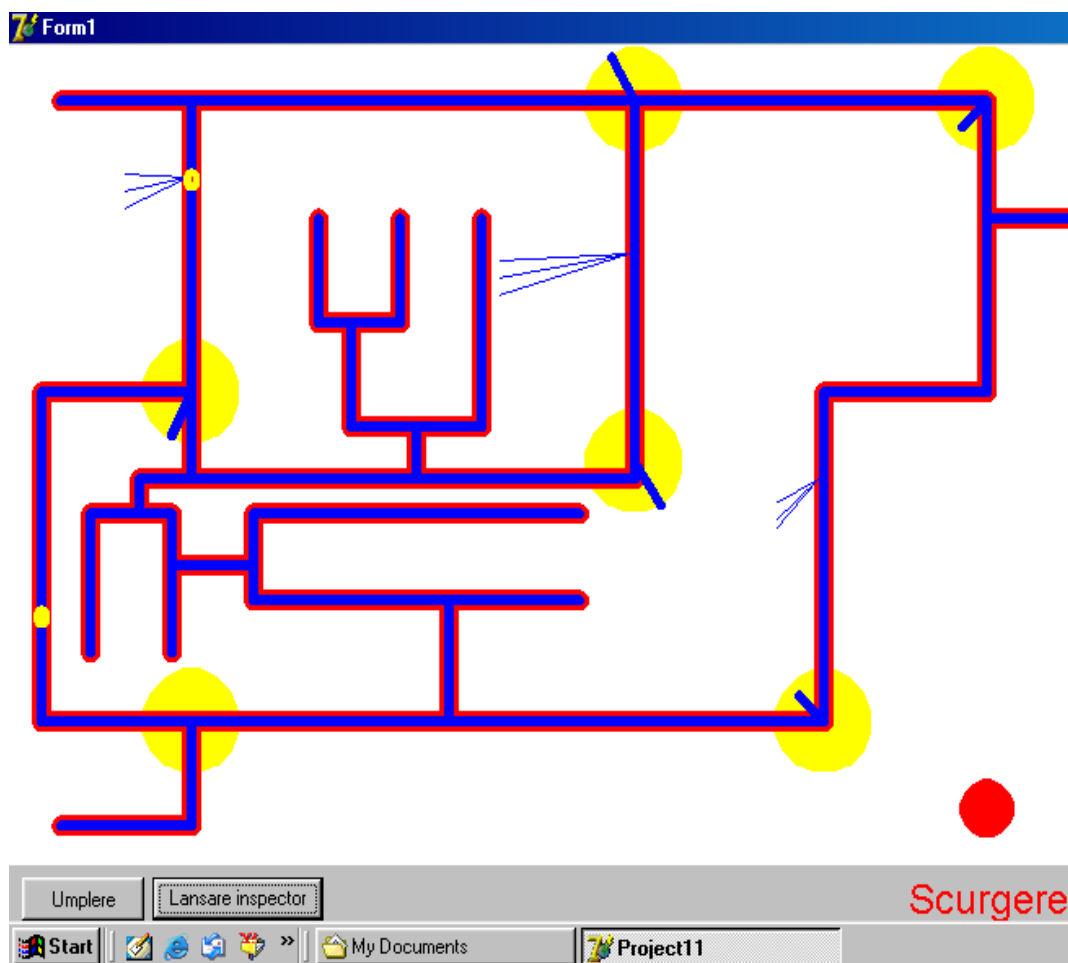 Form1
Umplere
Lansare inspector
Scurgere
Start
»
My Documents
Project11